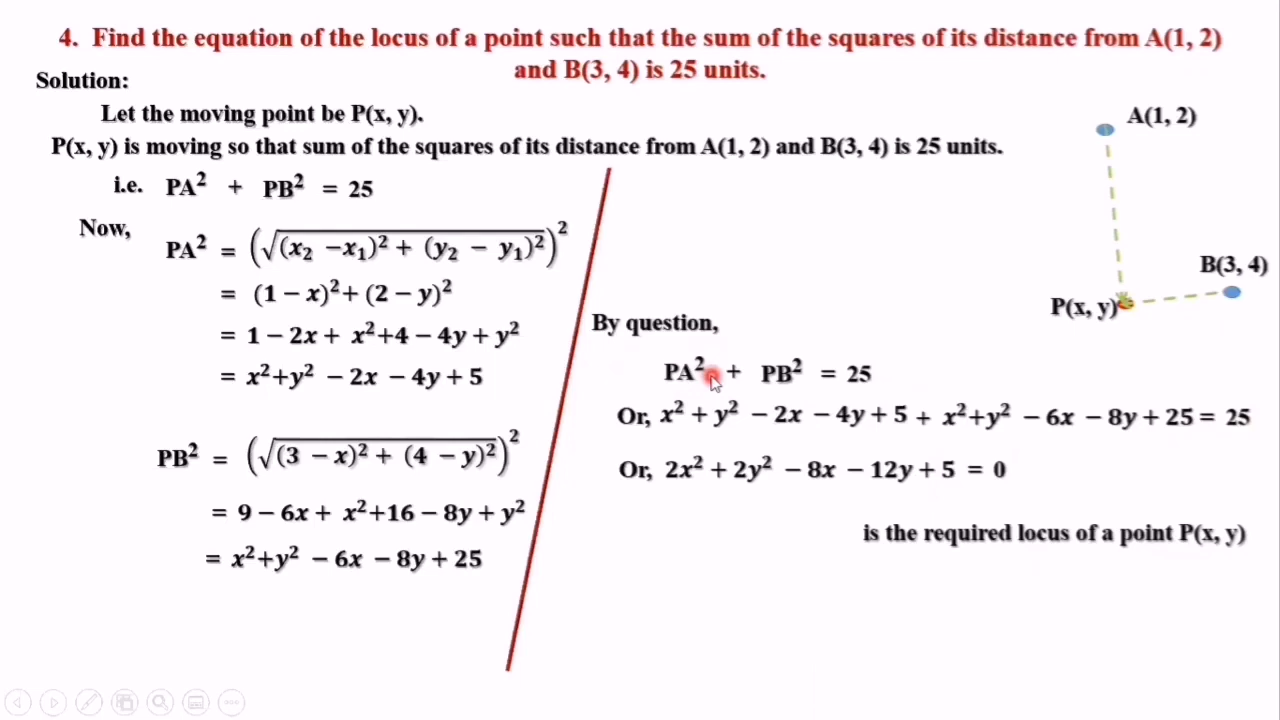 4. Find the equation of the locus of a point such that the sum of the squares of its distance from A(1, 2)
and B(3, 4) is 25 units.
Solution:
Let the moving point be P(x, y).
P(x, y) is moving so that sum of the squares of its distance from A(1, 2) and B(3, 4) is 25 units.
i.e. PA² + PB² = 25
Now,
PA² = (√(x₂ −x₁)² + (y₂ − y₁)²)²
= (1 − x)²+ (2 − y)²
= 1 − 2x + x²+4 − 4y + y²
= x²+y² − 2x − 4y + 5
PB² = (√(3 − x)² + (4 − y)²)²
= 9 − 6x + x²+16 − 8y + y²
= x²+y² − 6x − 8y + 25
A(1, 2)
B(3, 4)
P(x, y)
By question,
PA² + PB² = 25
Or, x² + y² − 2x − 4y + 5 + x²+y² − 6x − 8y + 25 = 25
Or, 2x² + 2y² − 8x − 12y + 5 = 0
is the required locus of a point P(x, y)